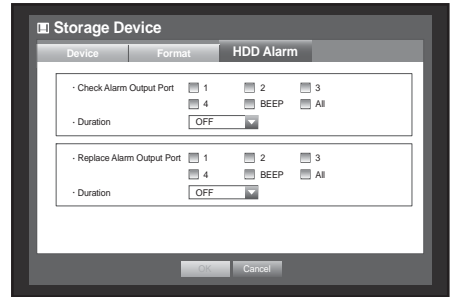 Storage Device
Device Format HDD Alarm
· Check Alarm Output Port 1 2 3
4 BEEP All
· Duration OFF
· Replace Alarm Output Port 1 2 3
4 BEEP All
· Duration OFF
OK Cancel